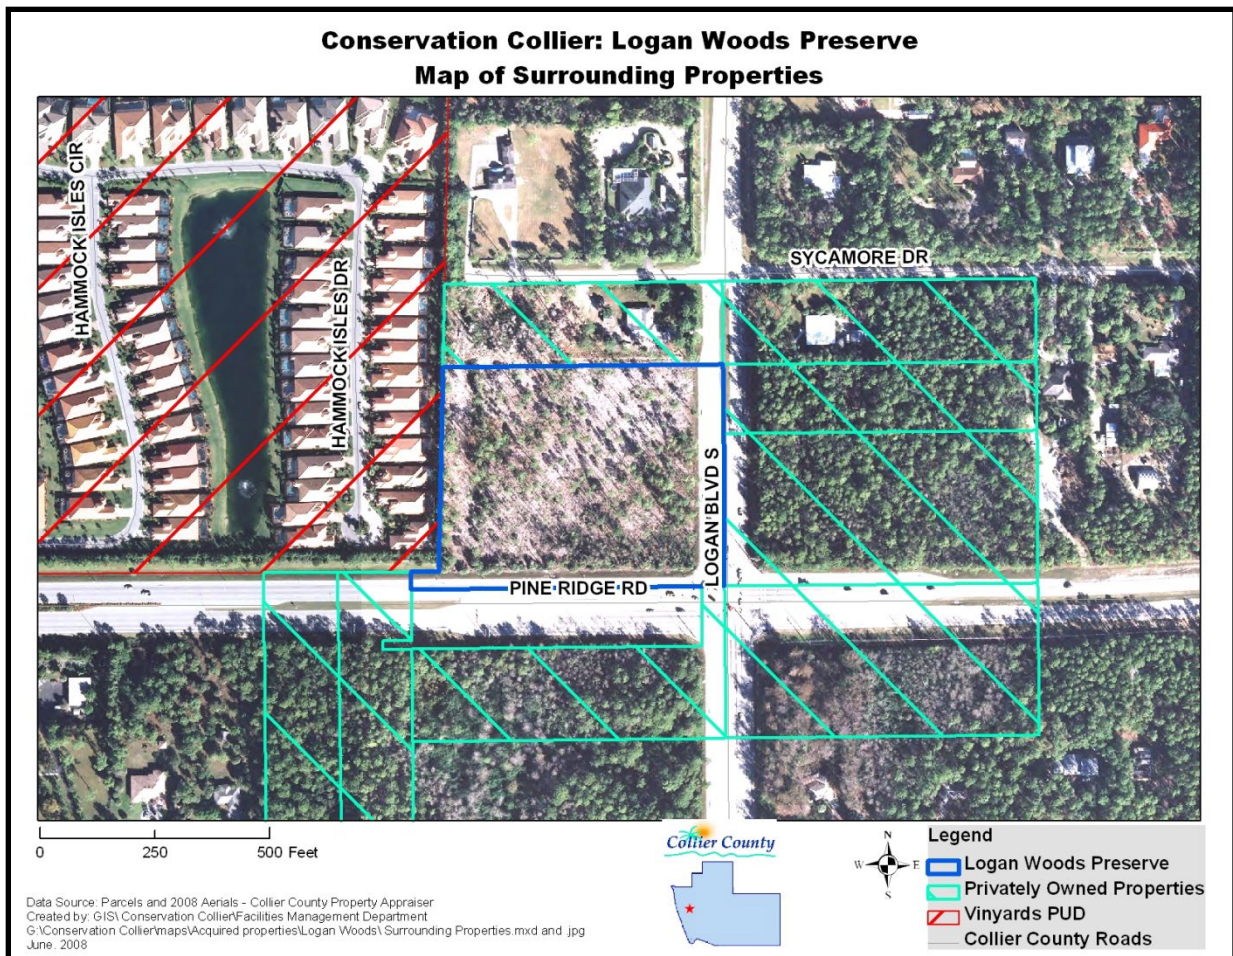 Conservation Collier: Logan Woods Preserve
Map of Surrounding Properties
HAMMOCK ISLES CIR
HAMMOCK ISLES DR
SYCAMORE DR
LOGAN BLVD S
PINE RIDGE RD
0 250 500 Feet
Collier County
N
W E
S
Legend
Logan Woods Preserve
Privately Owned Properties
Vinyards PUD
Collier County Roads
Data Source: Parcels and 2008 Aerials - Collier County Property Appraiser
Created by: GIS\ Conservation Collier\Facilities Management Department
G:\Conservation Collier\maps\Acquired properties\Logan Woods\ Surrounding Properties.mxd and .jpg
June. 2008